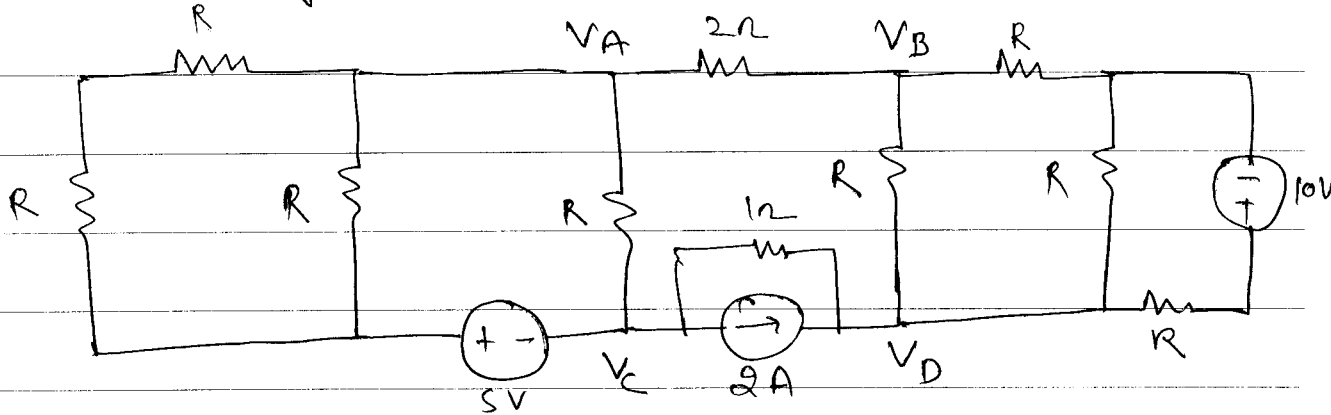 R VA 2Ω VB R
R R R R R 10V
1Ω
+ - VC → 2A VD R
5V